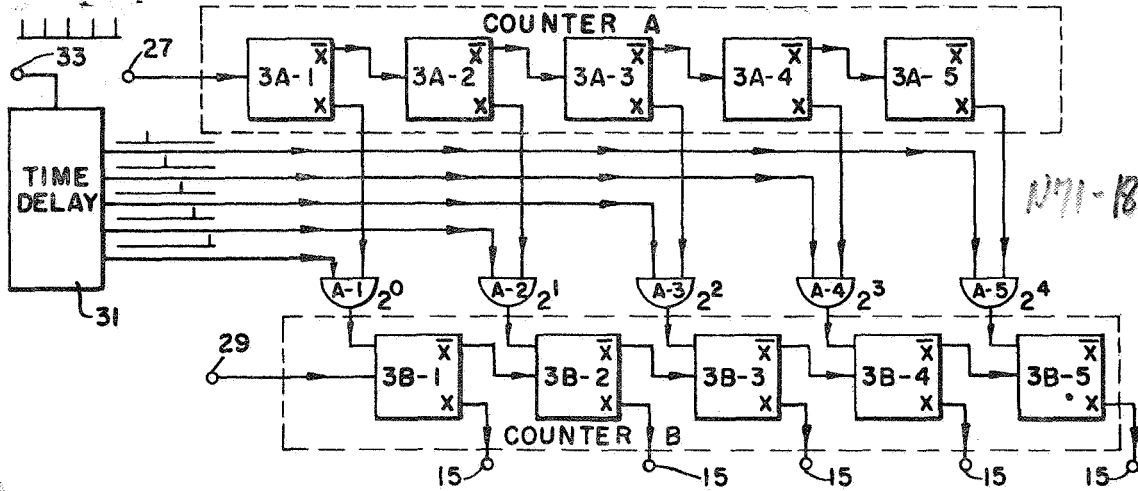 COUNTER A
33
27
3A-1 X̅ X
3A-2 X̅ X
3A-3 X̅ X
3A-4 X̅ X
3A-5 X̅ X
TIME
DELAY
31
N71-18
A-1 2⁰
A-2 2¹
A-3 2²
A-4 2³
A-5 2⁴
29
3B-1 X̅ X
3B-2 X̅ X
3B-3 X̅ X
3B-4 X̅ X
3B-5 X̅ X
COUNTER B
15
15
15
15
15